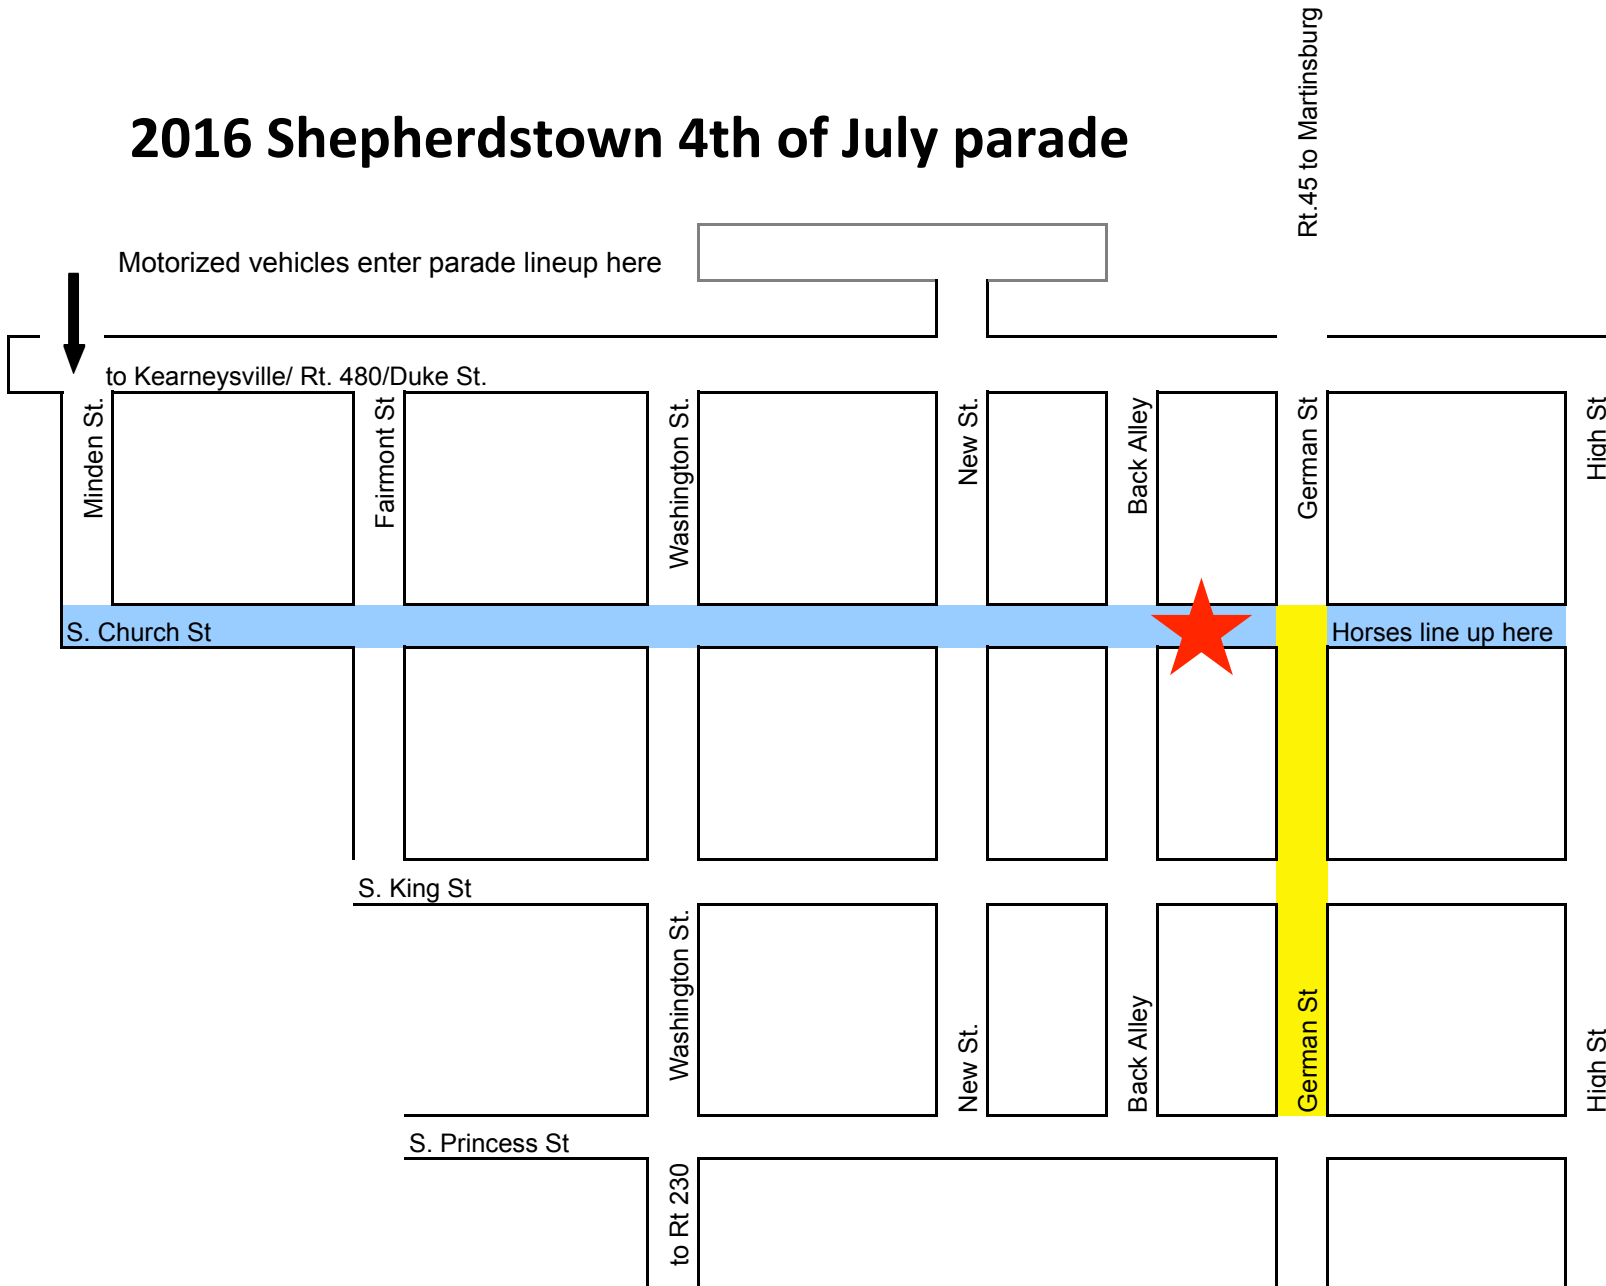 Rt.45 to Martinsburg
2016 Shepherdstown 4th of July parade
Motorized vehicles enter parade lineup here
to Kearneysville/ Rt. 480/Duke St.
Minden St.
Fairmont St
Washington St.
New St.
Back Alley
German St
High St
S. Church St
Horses line up here
S. King St
Washington St.
New St.
Back Alley
German St
High St
S. Princess St
to Rt 230